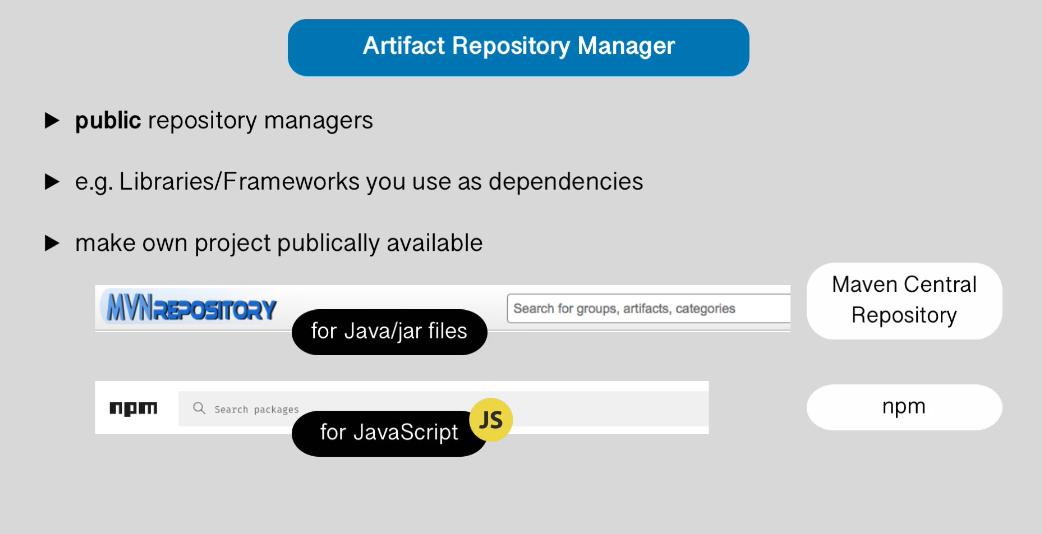 Artifact Repository Manager
▶ public repository managers
▶ e.g. Libraries/Frameworks you use as dependencies
▶ make own project publically available
MVNREPOSITORY
Search for groups, artifacts, categories
for Java/jar files
Maven Central
Repository
npm
Search packages
for JavaScript
JS
npm